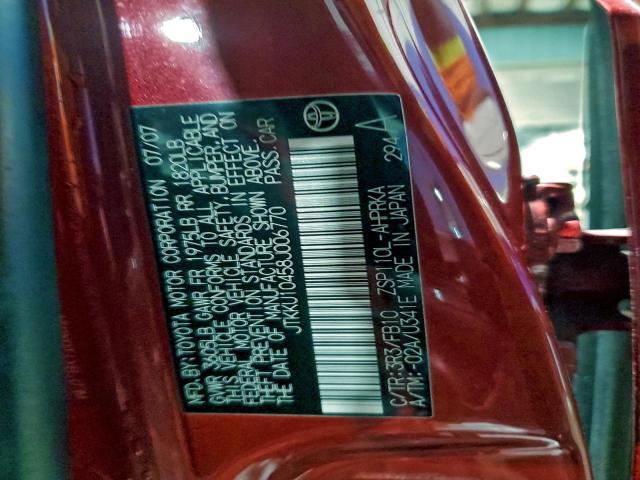 MFD.BY:TOYOTA MOTOR CORPORATION 07/07
GVWR 3695LB GAWR FR 1975LB RR 1820LB
THIS VEHICLE CONFORMS TO ALL APPLICABLE
FEDERAL MOTOR VEHICLE SAFETY, BUMPER, AND
THEFT PREVENTION STANDARDS IN EFFECT ON
THE DATE OF MANUFACTURE SHOWN ABOVE.
JTKKU10458J006770 PASS.CAR
C/TR:3R3/FB10 ZSP110L-AHPRKA
A/TM:-02A/U341E MADE IN JAPAN 294 A